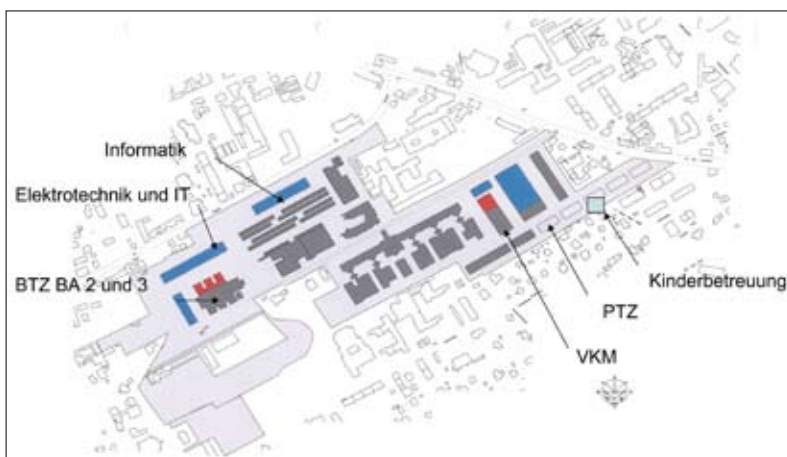 Informatik
Elektrotechnik und IT
BTZ BA 2 und 3
Kinderbetreuung
PTZ
VKM